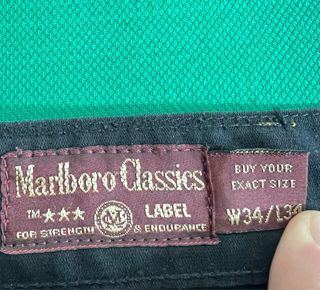 Marlboro Classics
TM ★★★ M LABEL
FOR STRENGTH & ENDURANCE
BUY YOUR
EXACT SIZE
W34/L34